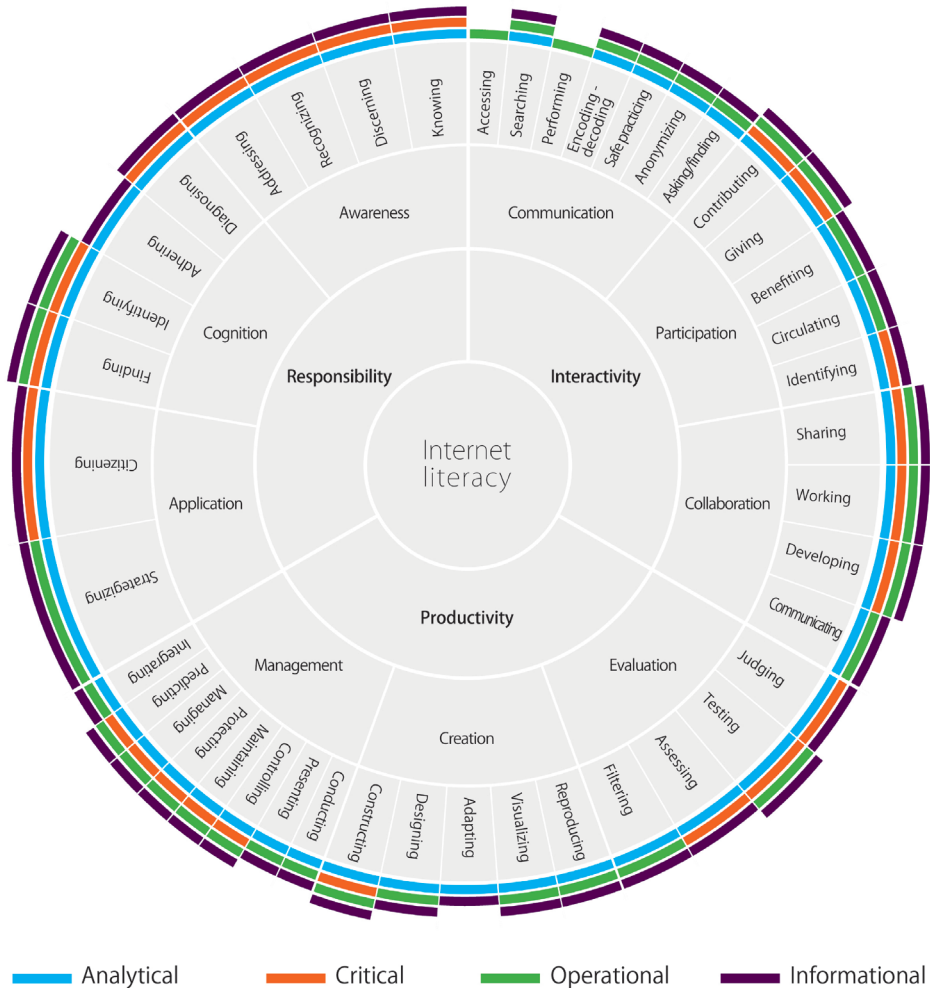 Internet
literacy
Responsibility
Interactivity
Productivity
Awareness
Communication
Cognition
Participation
Application
Collaboration
Management
Evaluation
Creation
Accessing
Searching
Performing
Encoding -
decoding
Safe practicing
Anonymizing
Asking/finding
Contributing
Giving
Benefiting
Circulating
Identifying
Sharing
Working
Developing
Communicating
Judging
Testing
Assessing
Filtering
Reproducing
Visualizing
Adapting
Designing
Constructing
Conducting
Presenting
Controlling
Maintaining
Protecting
Managing
Predicting
Integrating
Strategizing
Citizening
Finding
Identifying
Adhering
Diagnosing
Addressing
Recognizing
Discerning
Knowing
Analytical
Critical
Operational
Informational